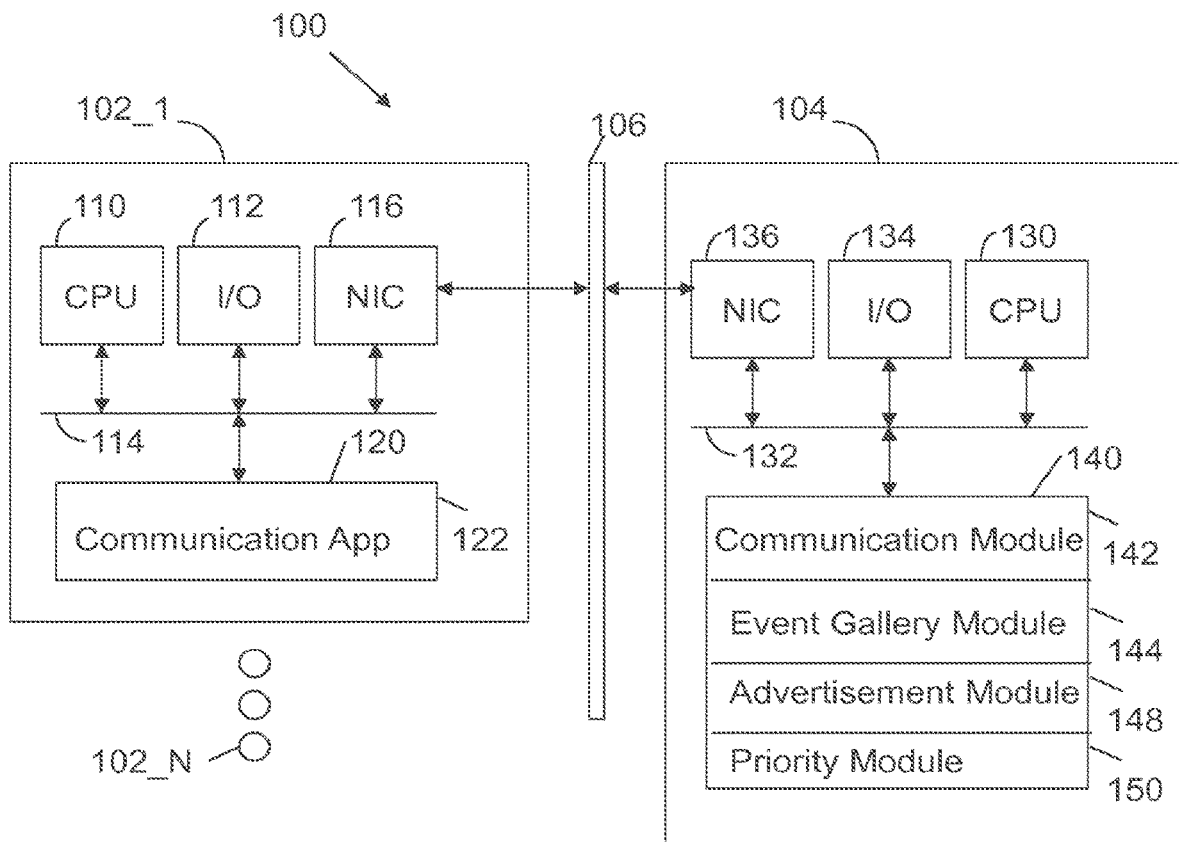 100
102_1
106
104
110
112
116
136
134
130
CPU
I/O
NIC
NIC
I/O
CPU
114
120
132
140
Communication App
122
Communication Module
142
Event Gallery Module
144
Advertisement Module
148
102_N
Priority Module
150